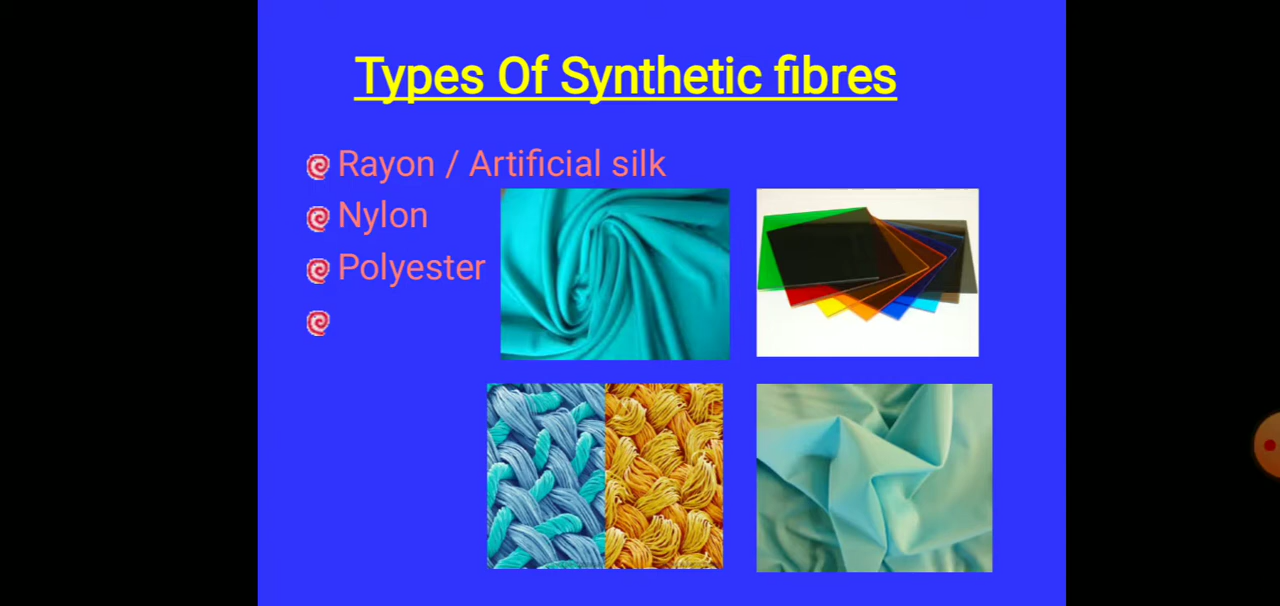 Types Of Synthetic fibres
Rayon / Artificial silk
Nylon
Polyester